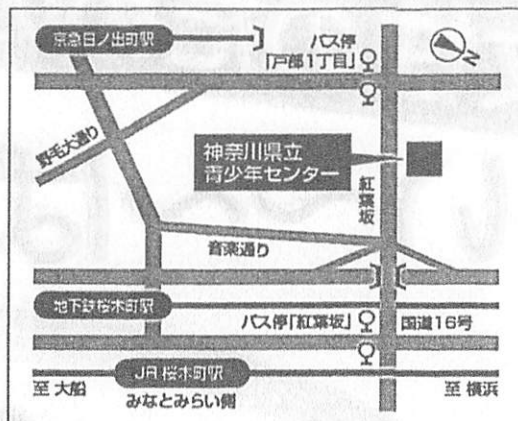 京急日ノ出町駅
バス停
「戸部1丁目」
N
野毛大通り
神奈川県立
青少年センター
紅葉坂
音楽通り
地下鉄桜木町駅
バス停「紅葉坂」
国道16号
JR 桜木町駅
至 大船
みなとみらい側
至 横浜